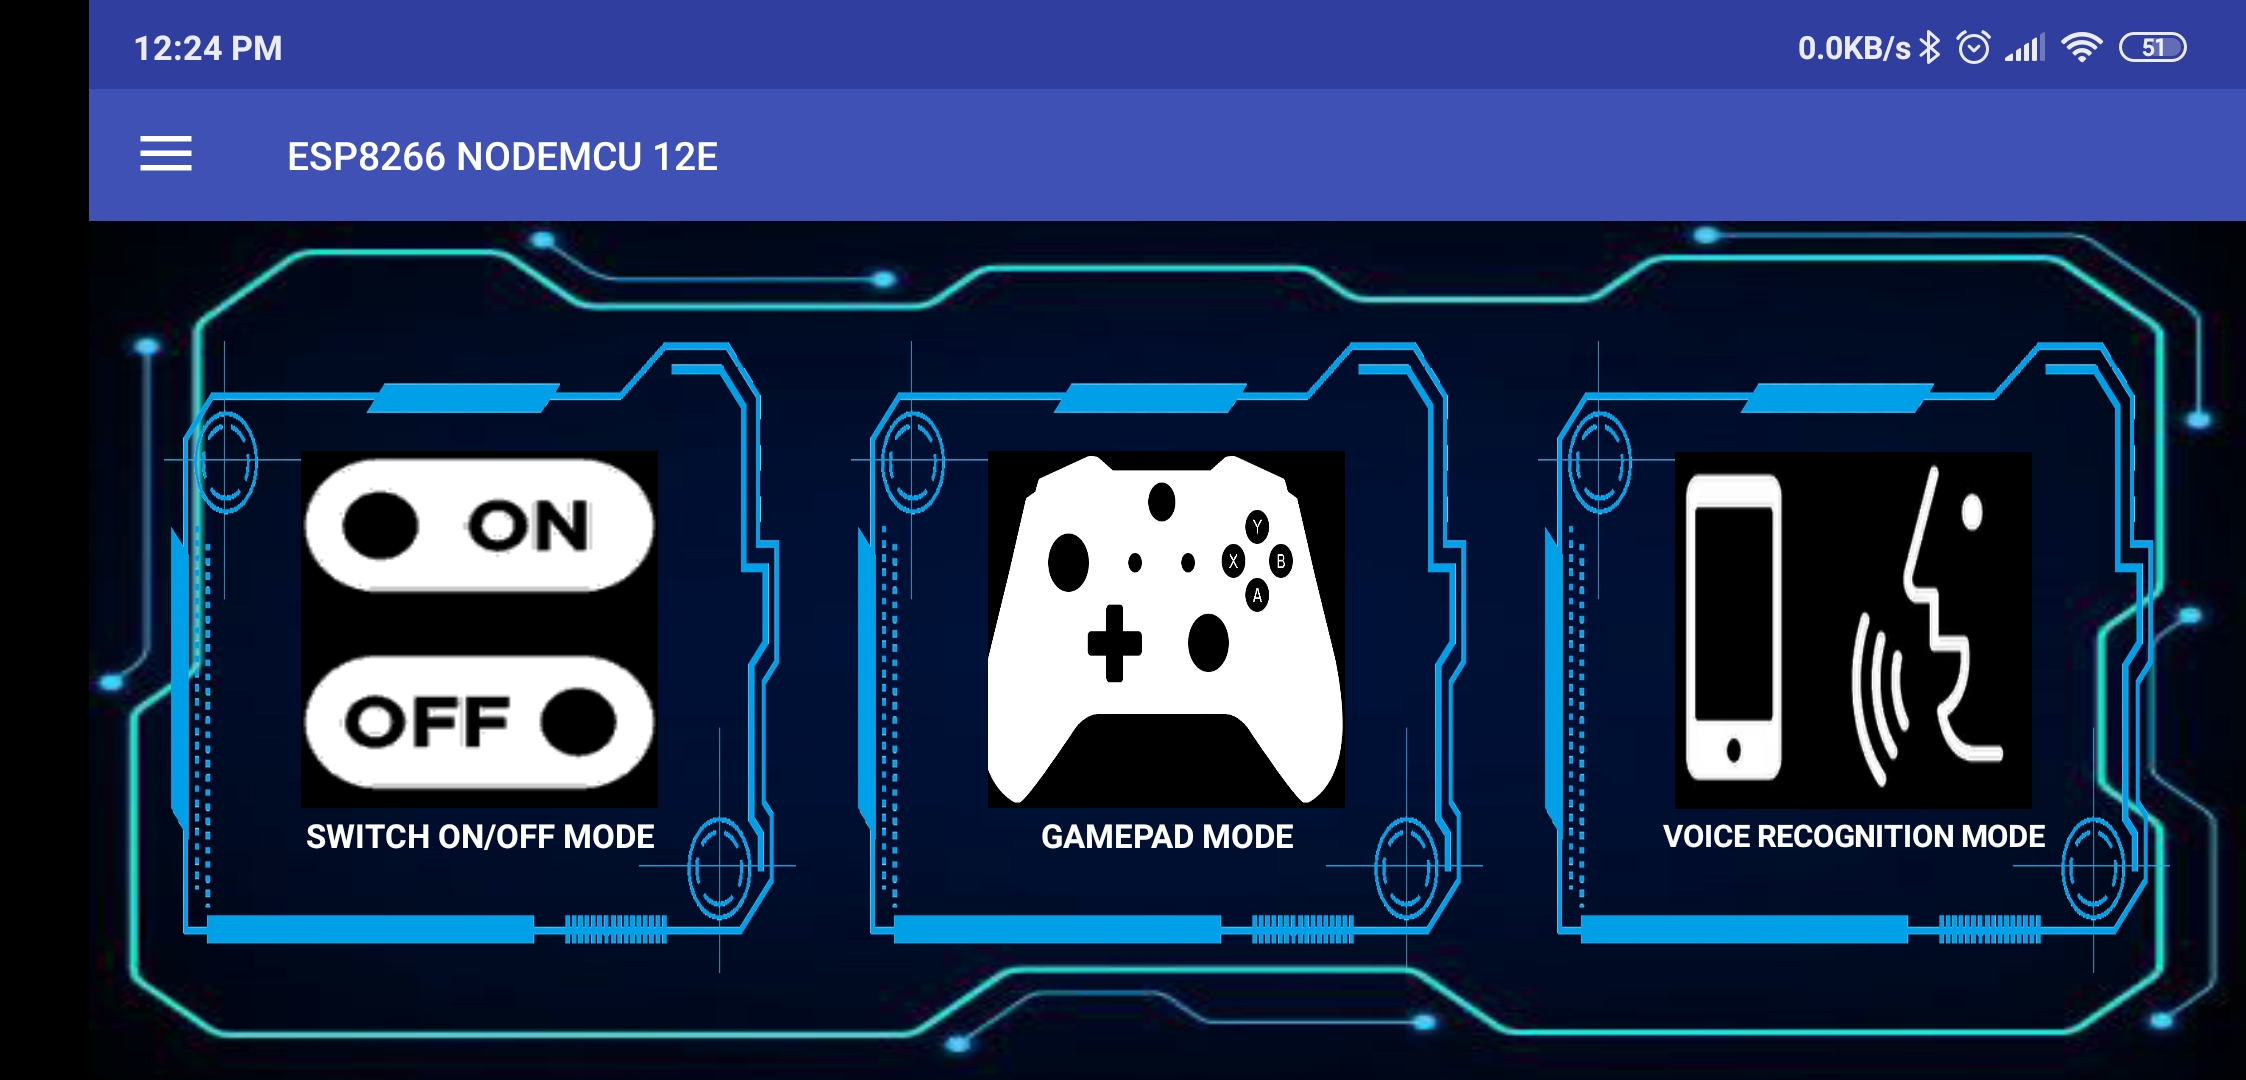 12:24 PM
0.0KB/s
51
ESP8266 NODEMCU 12E
ON
OFF
Y
X
B
A
SWITCH ON/OFF MODE
GAMEPAD MODE
VOICE RECOGNITION MODE